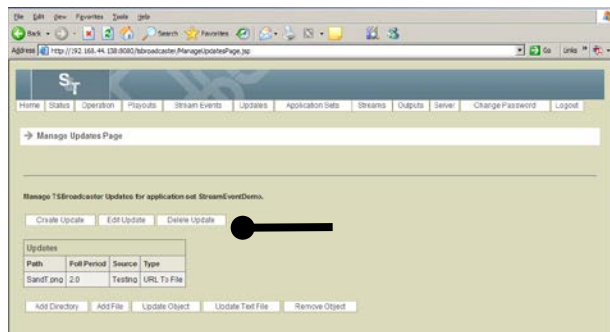 File Edit View Favorites Tools Help
Back Search Favorites
Address http://192.168.44.138:8080/tsbroadcaster/ManageUpdatesPage.jsp Go Links
S&T
Home Status Operation Playouts Stream Events Updates Application Sets Streams Outputs Server Change Password Logout
Manage Updates Page
Manage TSBroadcaster Updates for application set StreamEventDemo.
Create Update Edit Update Delete Update
Updates
Path Poll Period Source Type
SandT.png 2.0 Testing URL To File
Add Directory Add File Update Object Update Text File Remove Object